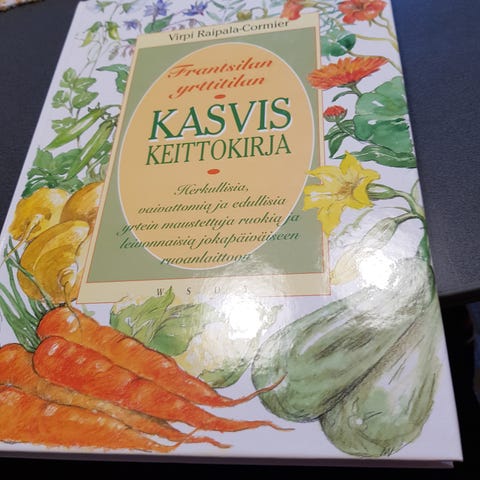 Virpi Raipala-Cormier
Frantsilan
yrttitilan
KASVIS
KEITTOKIRJA
Herkullisia,
vaivattomia ja edullisia
yrtein maustettuja ruokia ja
leivonnaisia jokapäiväiseen
ruoanlaittoon
W S O Y